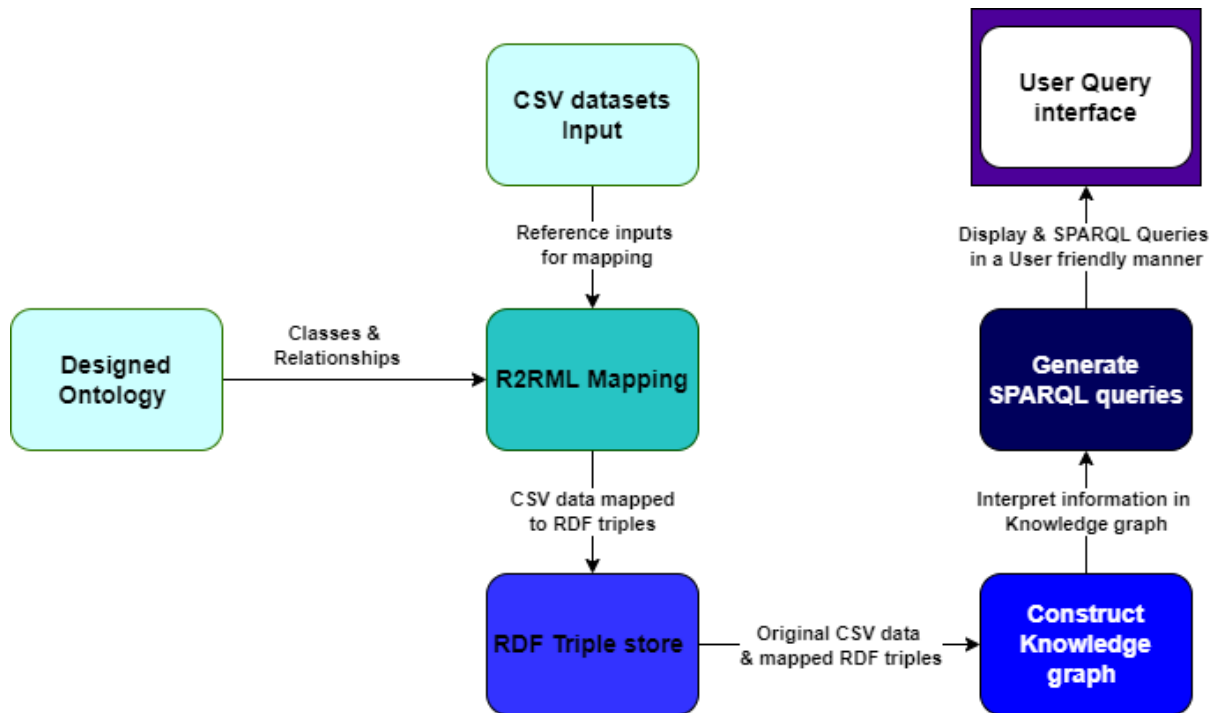 CSV datasets
Input
User Query
interface
Reference inputs
for mapping
Display & SPARQL Queries
in a User friendly manner
Designed
Ontology
Classes &
Relationships
R2RML Mapping
Generate
SPARQL queries
CSV data mapped
to RDF triples
Interpret information in
Knowledge graph
RDF Triple store
Original CSV data
& mapped RDF triples
Construct
Knowledge
graph